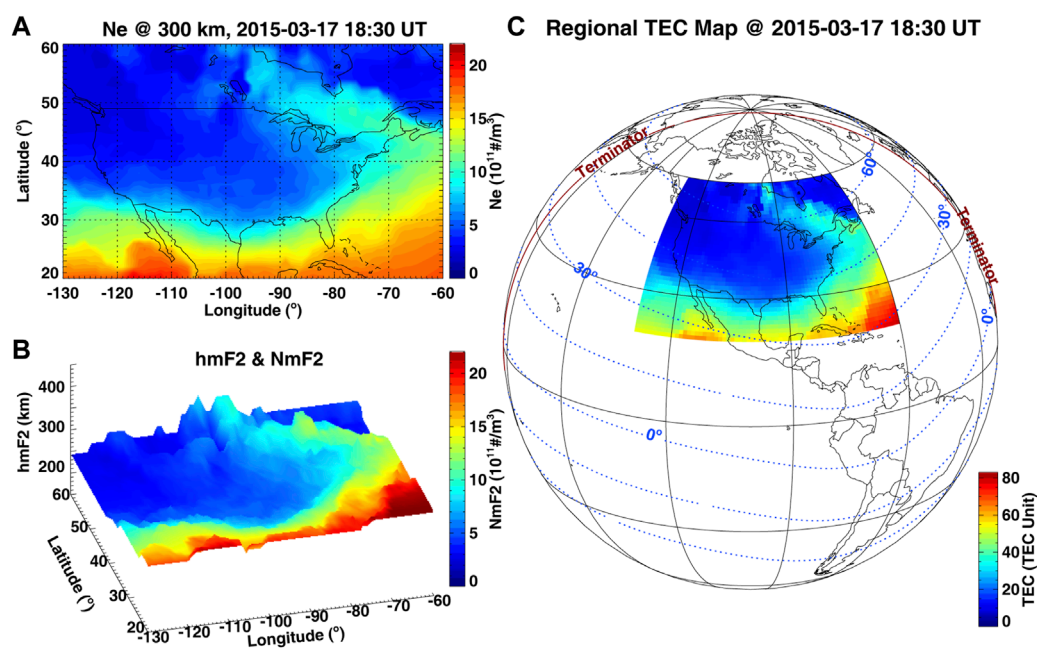 A
Ne @ 300 km, 2015-03-17 18:30 UT
60
50
40
30
20
Latitude (°)
-130 -120 -110 -100 -90 -80 -70 -60
Longitude (°)
20
15
10
5
0
Ne (10¹¹#/m³)
B
hmF2 & NmF2
400
300
200
hmF2 (km)
60
50
40
30
20
Latitude (°)
-130 -120 -110 -100 -90 -80 -70 -60
Longitude (°)
20
15
10
5
0
NmF2 (10¹¹#/m³)
C
Regional TEC Map @ 2015-03-17 18:30 UT
Terminator
Terminator
60°
30°
0°
-30°
0°
80
60
40
20
0
TEC (TEC Unit)